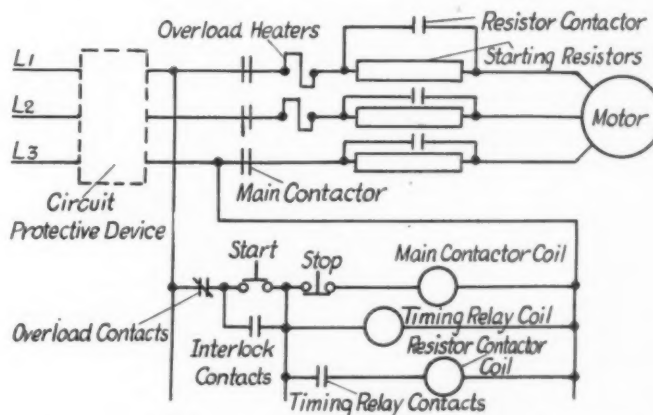 Overload Heaters
Resistor Contactor
Starting Resistors
L1
L2
L3
Motor
Main Contactor
Circuit
Protective Device
Start
Stop
Main Contactor Coil
Overload Contacts
Timing Relay Coil
Interlock
Contacts
Resistor Contactor
Coil
Timing Relay Contacts